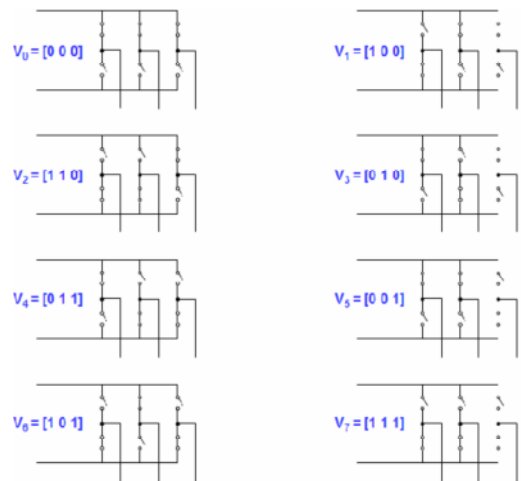 V0 = [0 0 0]
V1 = [1 0 0]
V2 = [1 1 0]
V3 = [0 1 0]
V4 = [0 1 1]
V5 = [0 0 1]
V6 = [1 0 1]
V7 = [1 1 1]